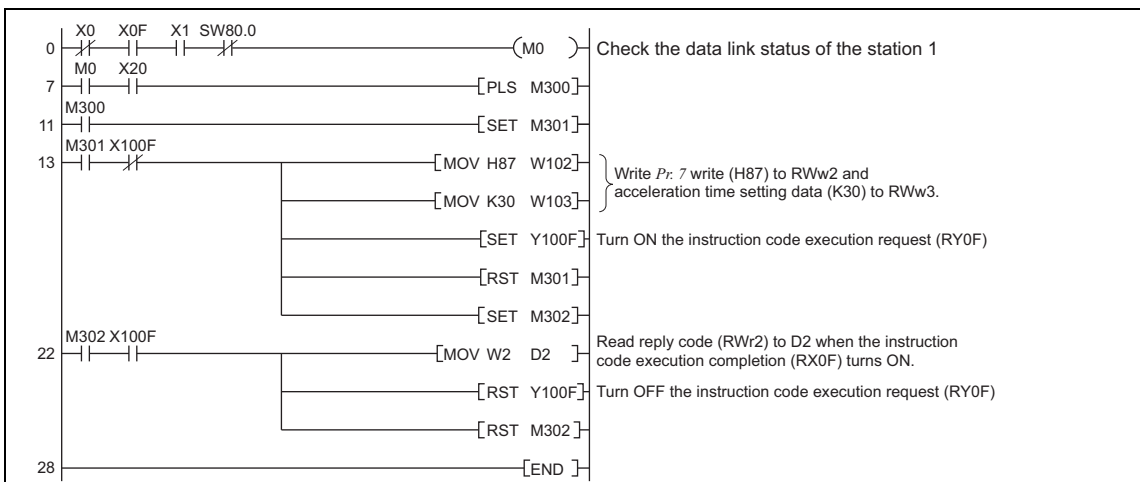 X0 X0F X1 SW80.0
0 M0 Check the data link status of the station 1
M0 X20
7 PLS M300
M300
11 SET M301
M301 X100F
13 MOV H87 W102
Write Pr. 7 write (H87) to RWw2 and
acceleration time setting data (K30) to RWw3.
MOV K30 W103
SET Y100F Turn ON the instruction code execution request (RY0F)
RST M301
SET M302
M302 X100F
22 MOV W2 D2
Read reply code (RWr2) to D2 when the instruction
code execution completion (RX0F) turns ON.
RST Y100F Turn OFF the instruction code execution request (RY0F)
RST M302
28 END